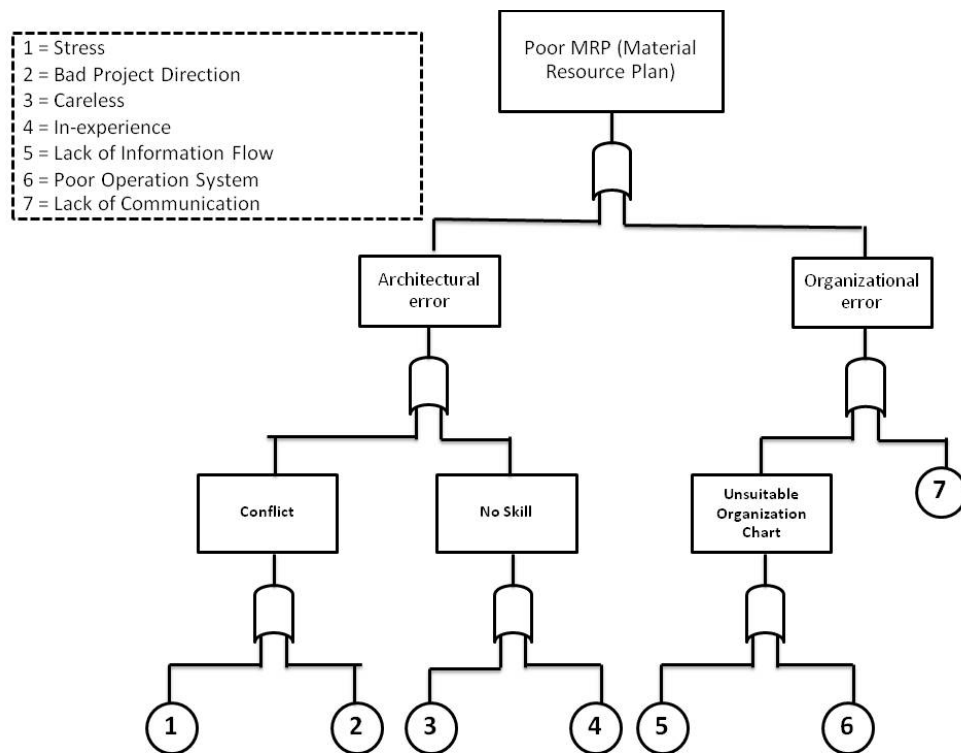 1 = Stress
2 = Bad Project Direction
3 = Careless
4 = In-experience
5 = Lack of Information Flow
6 = Poor Operation System
7 = Lack of Communication
Poor MRP (Material
Resource Plan)
Architectural
error
Organizational
error
Conflict
No Skill
Unsuitable
Organization
Chart
7
1
2
3
4
5
6